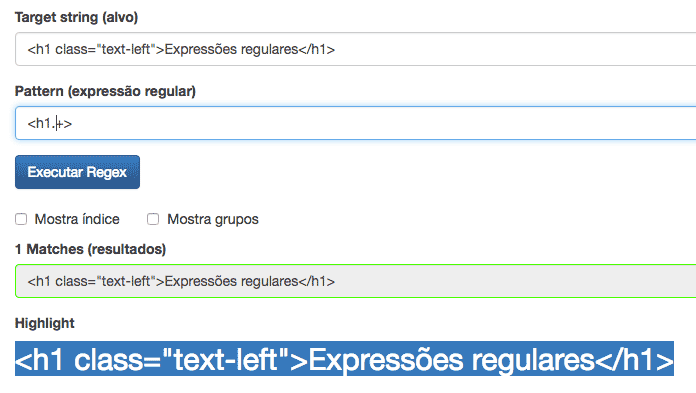 Target string (alvo)
<h1 class="text-left">Expressões regulares</h1>
Pattern (expressão regular)
<h1.+>
Executar Regex
Mostra índice Mostra grupos
1 Matches (resultados)
<h1 class="text-left">Expressões regulares</h1>
Highlight
<h1 class="text-left">Expressões regulares</h1>